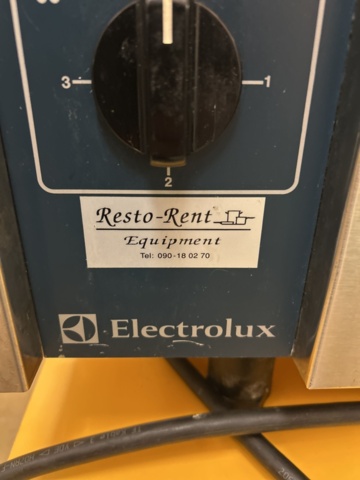 3 1
2
Resto-Rent
Equipment
Tel: 090-18 02 70
Electrolux